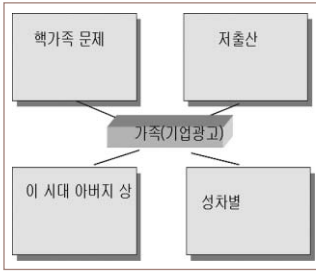 핵가족 문제
저출산
가족(기업광고)
이 시대 아버지 상
성차별